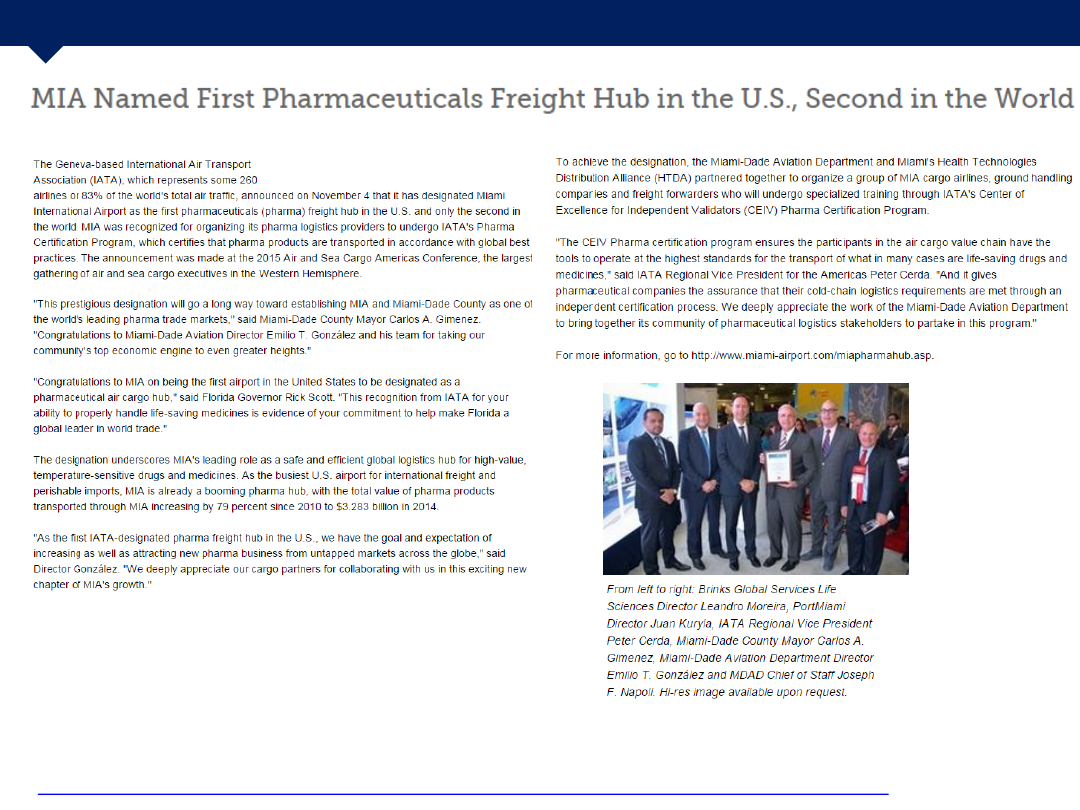 MIA Named First Pharmaceuticals Freight Hub in the U.S., Second in the World
The Geneva-based International Air Transport
Association (IATA), which represents some 260
airlines or 83% of the world's total air traffic, announced on November 4 that it has designated Miami
International Airport as the first pharmaceuticals (pharma) freight hub in the U.S. and only the second in
the world. MIA was recognized for organizing its pharma logistics providers to undergo IATA's Pharma
Certification Program, which certifies that pharma products are transported in accordance with global best
practices. The announcement was made at the 2015 Air and Sea Cargo Americas Conference, the largest
gathering of air and sea cargo executives in the Western Hemisphere.
"This prestigious designation will go a long way toward establishing MIA and Miami-Dade County as one of
the world's leading pharma trade markets," said Miami-Dade County Mayor Carlos A. Gimenez.
"Congratulations to Miami-Dade Aviation Director Emilio T. González and his team for taking our
community's top economic engine to even greater heights."
"Congratulations to MIA on being the first airport in the United States to be designated as a
pharmaceutical air cargo hub," said Florida Governor Rick Scott. "This recognition from IATA for your
ability to properly handle life-saving medicines is evidence of your commitment to help make Florida a
global leader in world trade."
The designation underscores MIA's leading role as a safe and efficient global logistics hub for high-value,
temperature-sensitive drugs and medicines. As the busiest U.S. airport for international freight and
perishable imports, MIA is already a booming pharma hub, with the total value of pharma products
transported through MIA increasing by 79 percent since 2010 to $3.283 billion in 2014.
"As the first IATA-designated pharma freight hub in the U.S., we have the goal and expectation of
increasing as well as attracting new pharma business from untapped markets across the globe," said
Director González. "We deeply appreciate our cargo partners for collaborating with us in this exciting new
chapter of MIA's growth."
To achieve the designation, the Miami-Dade Aviation Department and Miami's Health Technologies
Distribution Alliance (HTDA) partnered together to organize a group of MIA cargo airlines, ground handling
companies and freight forwarders who will undergo specialized training through IATA's Center of
Excellence for Independent Validators (CEIV) Pharma Certification Program.
"The CEIV Pharma certification program ensures the participants in the air cargo value chain have the
tools to operate at the highest standards for the transport of what in many cases are life-saving drugs and
medicines," said IATA Regional Vice President for the Americas Peter Cerda. "And it gives
pharmaceutical companies the assurance that their cold-chain logistics requirements are met through an
independent certification process. We deeply appreciate the work of the Miami-Dade Aviation Department
to bring together its community of pharmaceutical logistics stakeholders to partake in this program."
For more information, go to http://www.miami-airport.com/miapharmahub.asp.
From left to right: Brinks Global Services Life
Sciences Director Leandro Moreira, PortMiami
Director Juan Kuryla, IATA Regional Vice President
Peter Cerda, Miami-Dade County Mayor Carlos A.
Gimenez, Miami-Dade Aviation Department Director
Emilio T. González and MDAD Chief of Staff Joseph
F. Napoli. Hi-res image available upon request.